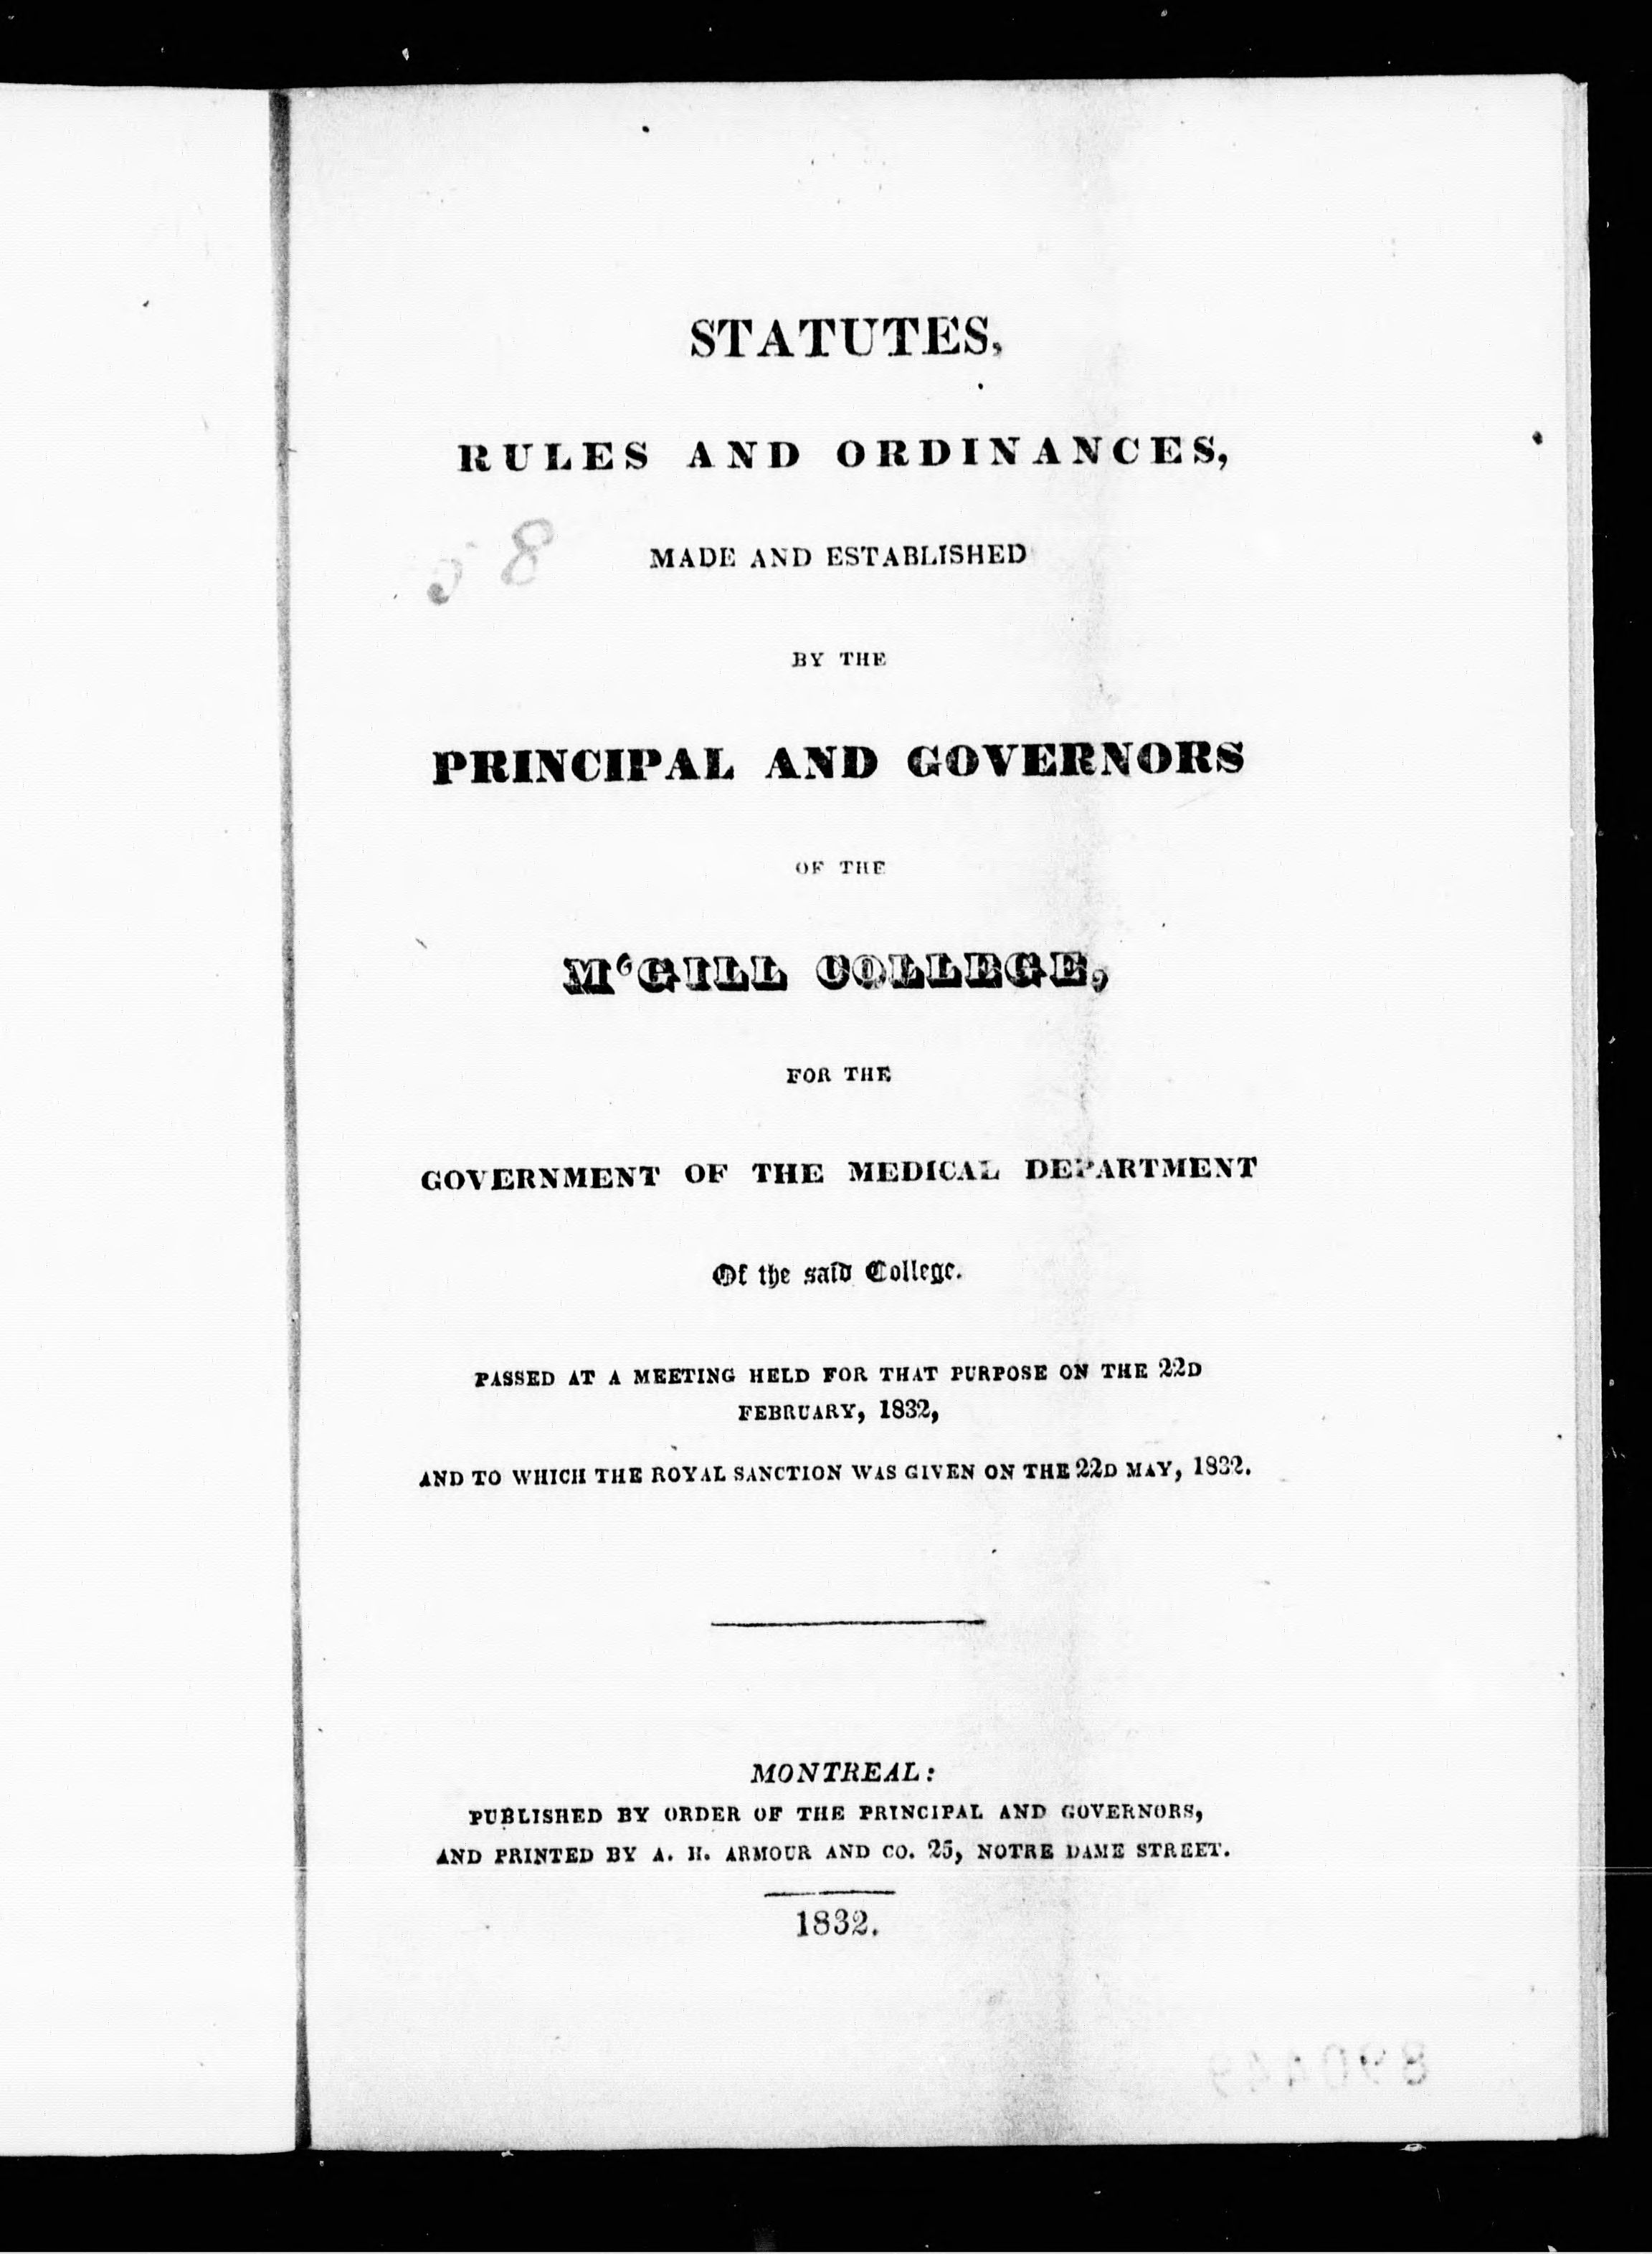 STATUTES,
RULES AND ORDINANCES,
MADE AND ESTABLISHED
BY THE
PRINCIPAL AND GOVERNORS
OF THE
M‘GILL COLLEGE,
FOR THE
GOVERNMENT OF THE MEDICAL DEPARTMENT
Of the said College.
PASSED AT A MEETING HELD FOR THAT PURPOSE ON THE 22D
FEBRUARY, 1832,
AND TO WHICH THE ROYAL SANCTION WAS GIVEN ON THE 22D MAY, 1832.
MONTREAL:
PUBLISHED BY ORDER OF THE PRINCIPAL AND GOVERNORS,
AND PRINTED BY A. H. ARMOUR AND CO. 25, NOTRE DAME STREET.
1832.